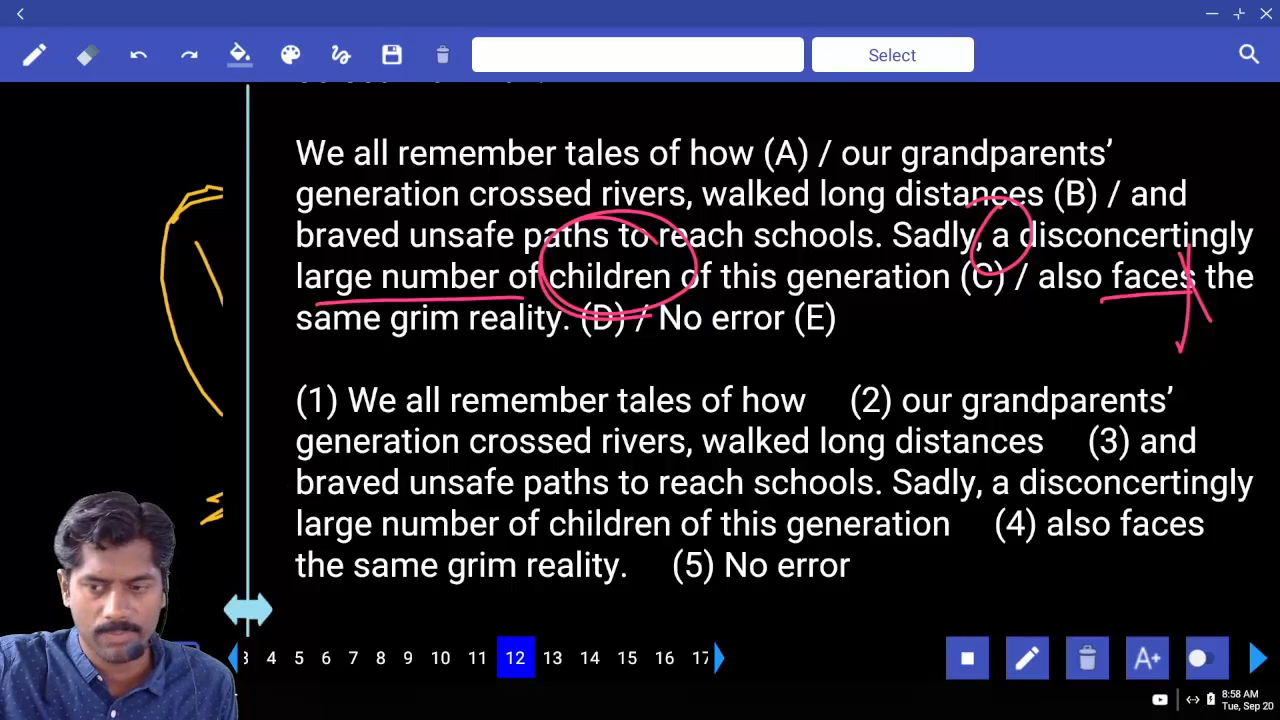 Select
We all remember tales of how (A) / our grandparents’
generation crossed rivers, walked long distances (B) / and
braved unsafe paths to reach schools. Sadly, a disconcertingly
large number of children of this generation (C) / also faces the
same grim reality. (D) / No error (E)
(1) We all remember tales of how (2) our grandparents’
generation crossed rivers, walked long distances (3) and
braved unsafe paths to reach schools. Sadly, a disconcertingly
large number of children of this generation (4) also faces
the same grim reality. (5) No error
3 4 5 6 7 8 9 10 11 12 13 14 15 16 17
A+
8:58 AM
Tue, Sep 20